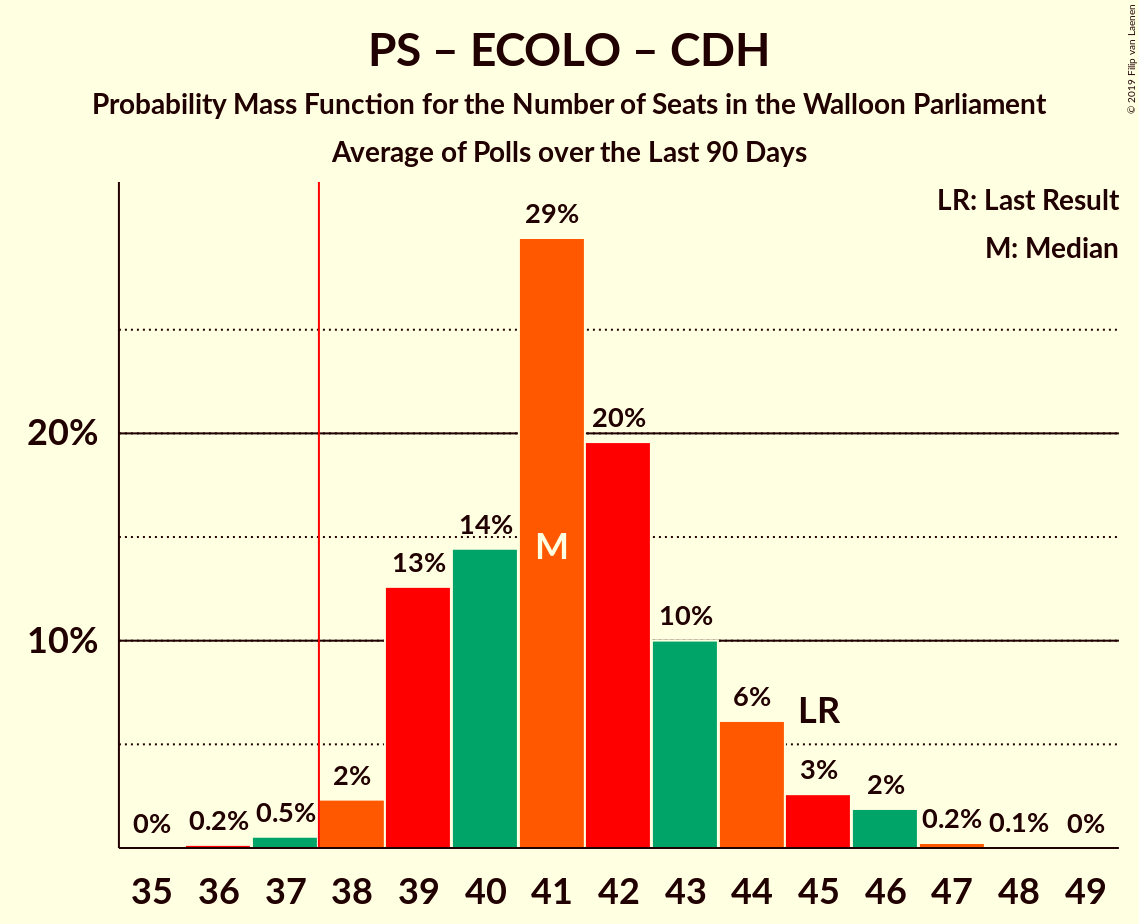 PS – ECOLO – CDH
Probability Mass Function for the Number of Seats in the Walloon Parliament
Average of Polls over the Last 90 Days
© 2019 Filip van Laenen
LR: Last Result
M: Median
20%
10%
0%
0.2%
0.5%
2%
13%
14%
29%
20%
10%
6%
3%
2%
0.2%
0.1%
0%
M
LR
35 36 37 38 39 40 41 42 43 44 45 46 47 48 49